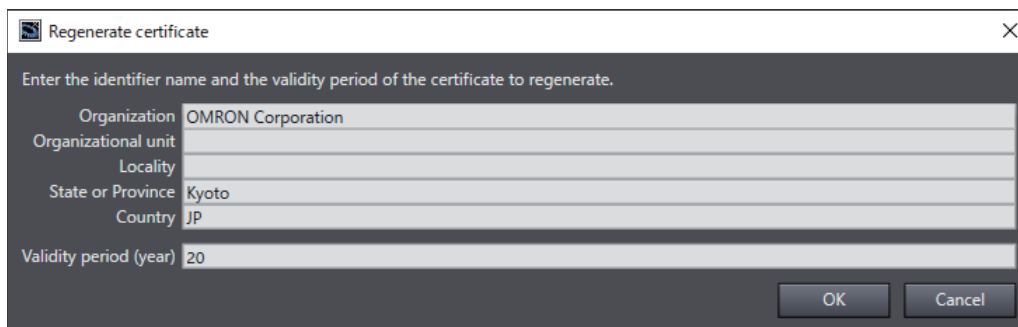 Regenerate certificate
Enter the identifier name and the validity period of the certificate to regenerate.
Organization OMRON Corporation
Organizational unit
Locality
State or Province Kyoto
Country JP
Validity period (year) 20
OK Cancel